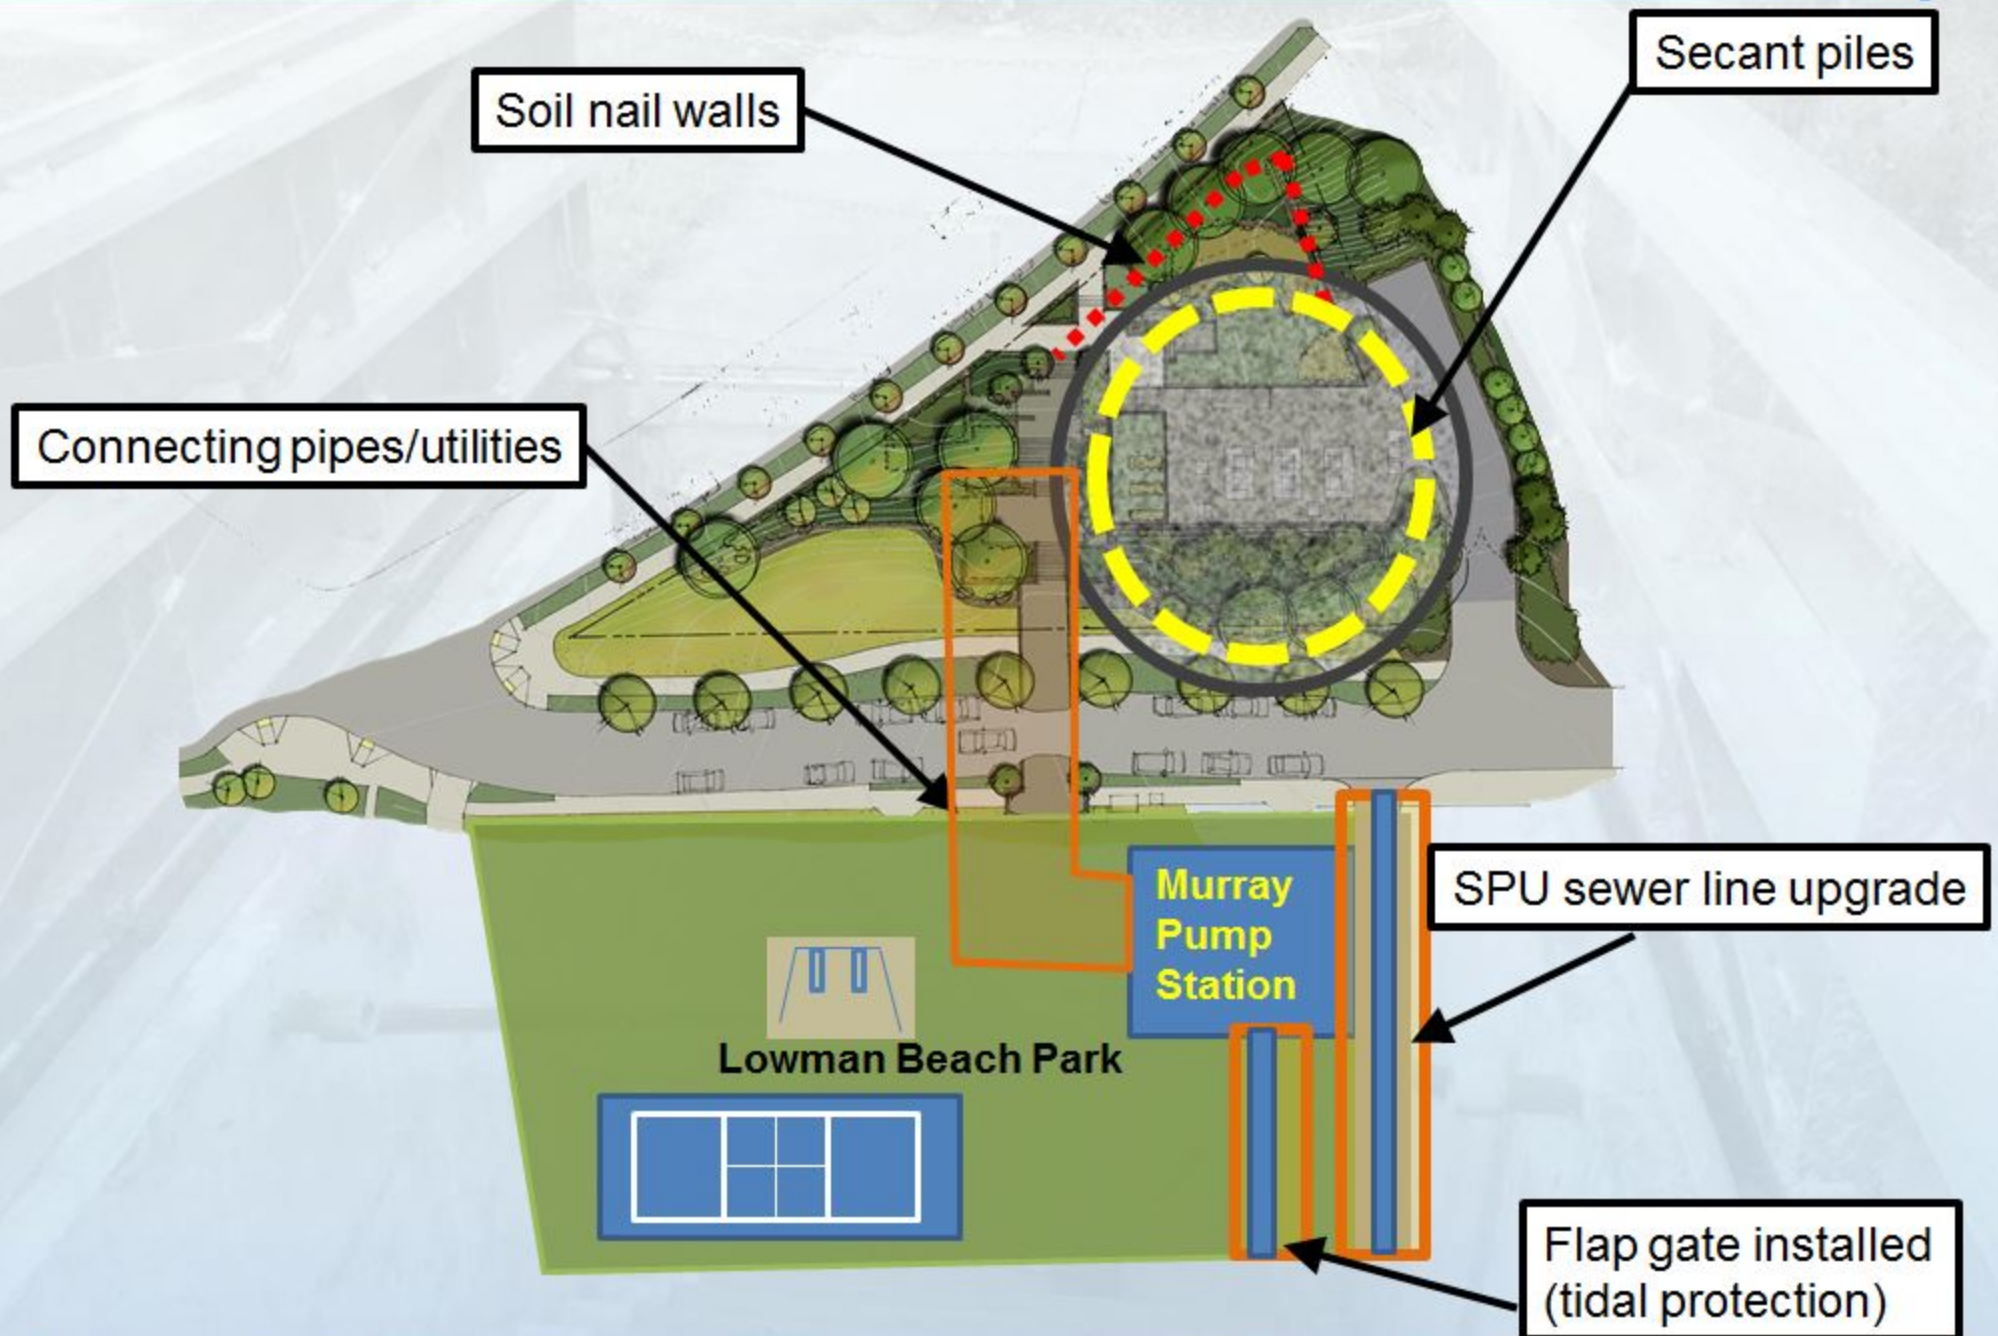 Secant piles
Soil nail walls
Connecting pipes/utilities
Murray
Pump
Station
SPU sewer line upgrade
Lowman Beach Park
Flap gate installed
(tidal protection)